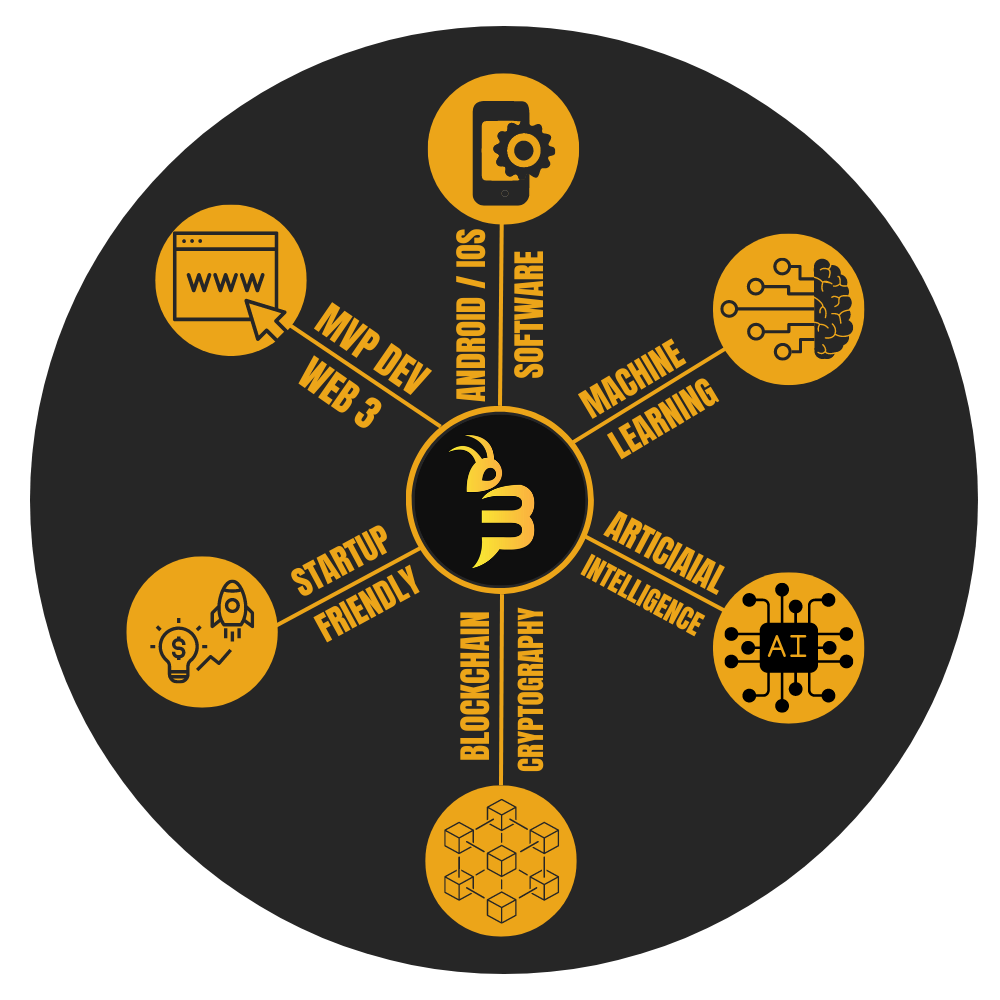 ANDROID / IOS
SOFTWARE
WWW
MVP DEV
WEB 3
MACHINE
LEARNING
STARTUP
FRIENDLY
$
ARTICIAIAL
INTELLIGENCE
AI
BLOCKCHAIN
CRYPTOGRAPHY